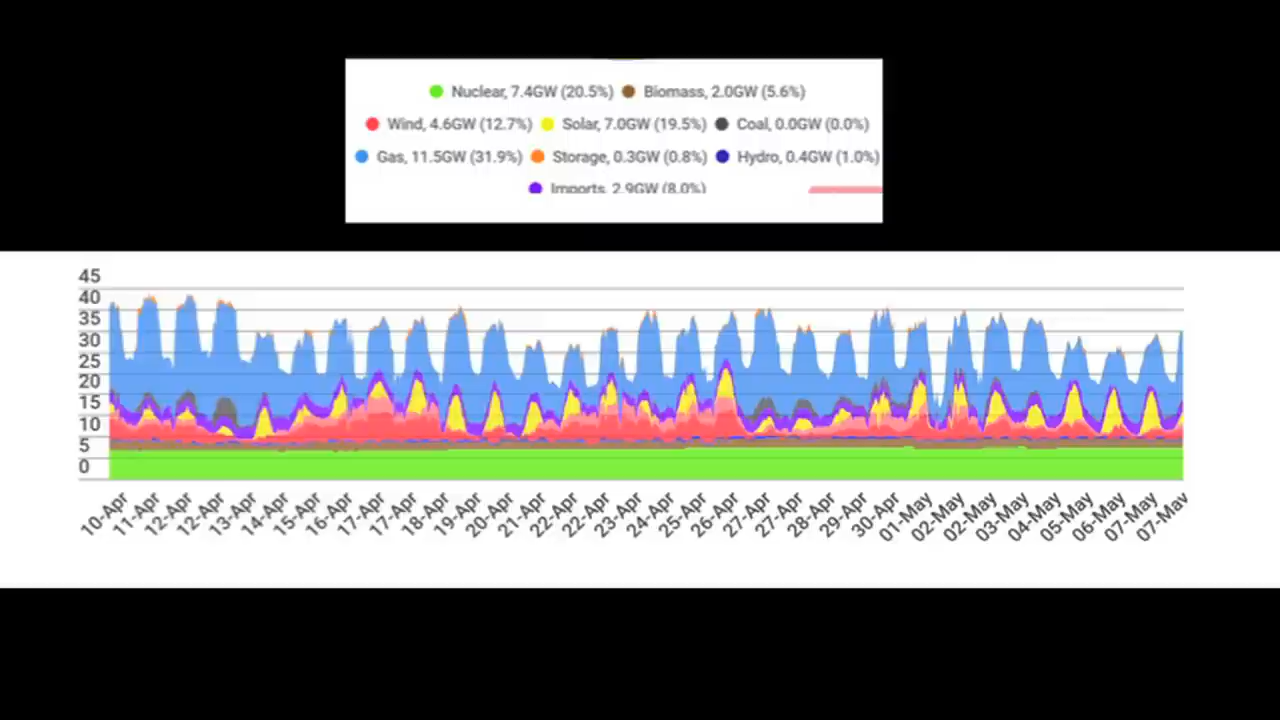 Nuclear, 7.4GW (20.5%) Biomass, 2.0GW (5.6%)
Wind, 4.6GW (12.7%) Solar, 7.0GW (19.5%) Coal, 0.0GW (0.0%)
Gas, 11.5GW (31.9%) Storage, 0.3GW (0.8%) Hydro, 0.4GW (1.0%)
Imports, 2.9GW (8.0%)
45
40
35
30
25
20
15
10
5
0
10-Apr 11-Apr 12-Apr 12-Apr 13-Apr 14-Apr 15-Apr 16-Apr 17-Apr 17-Apr 18-Apr 19-Apr 20-Apr 21-Apr 22-Apr 22-Apr 23-Apr 24-Apr 25-Apr 26-Apr 27-Apr 27-Apr 28-Apr 29-Apr 30-Apr 01-May 02-May 02-May 03-May 04-May 05-May 06-May 07-May 07-May